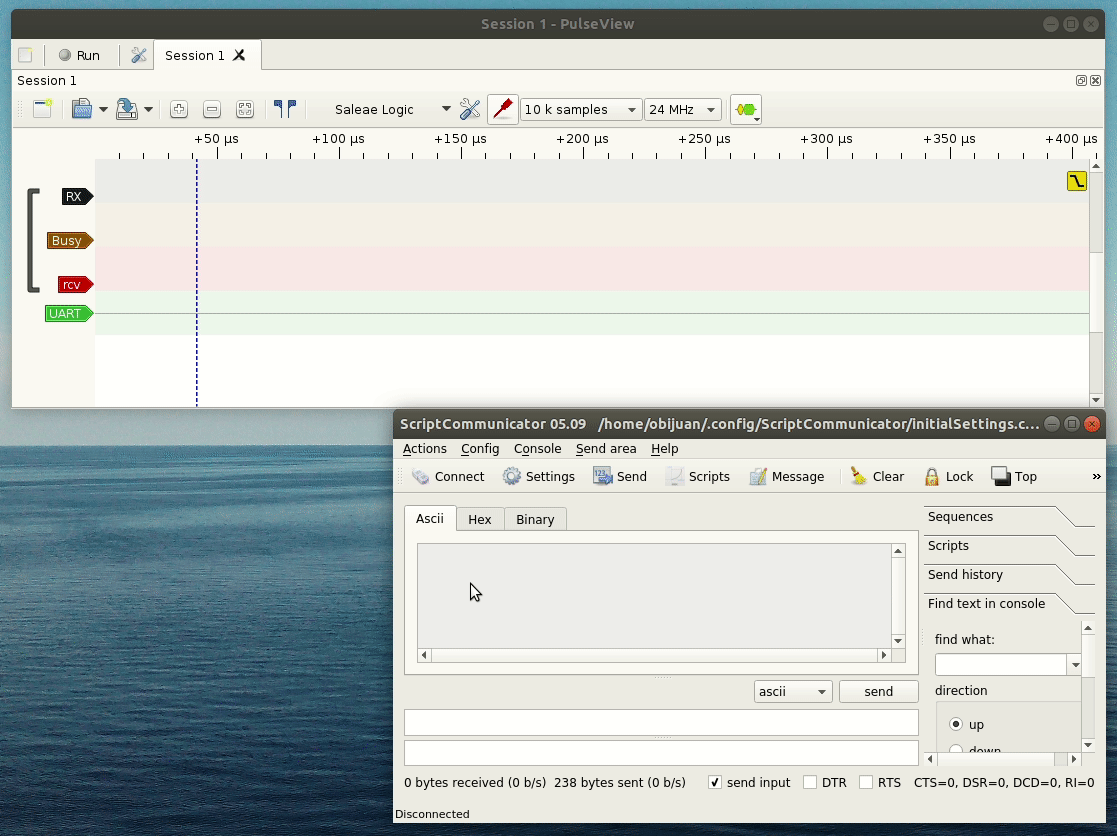 Session 1 - PulseView
Run
Session 1
Session 1
Saleae Logic
10 k samples
24 MHz
+50 µs +100 µs +150 µs +200 µs +250 µs +300 µs +350 µs +400 µs
RX
Busy
rcv
UART
ScriptCommunicator 05.09 /home/obijuan/.config/ScriptCommunicator/initialSettings.c...
Actions Config Console Send area Help
Connect Settings Send Scripts Message Clear Lock Top »
Ascii Hex Binary
Sequences
Scripts
Send history
Find text in console
find what:
ascii send
direction
up
down
0 bytes received (0 b/s) 238 bytes sent (0 b/s) send input DTR RTS CTS=0, DSR=0, DCD=0, RI=0
Disconnected